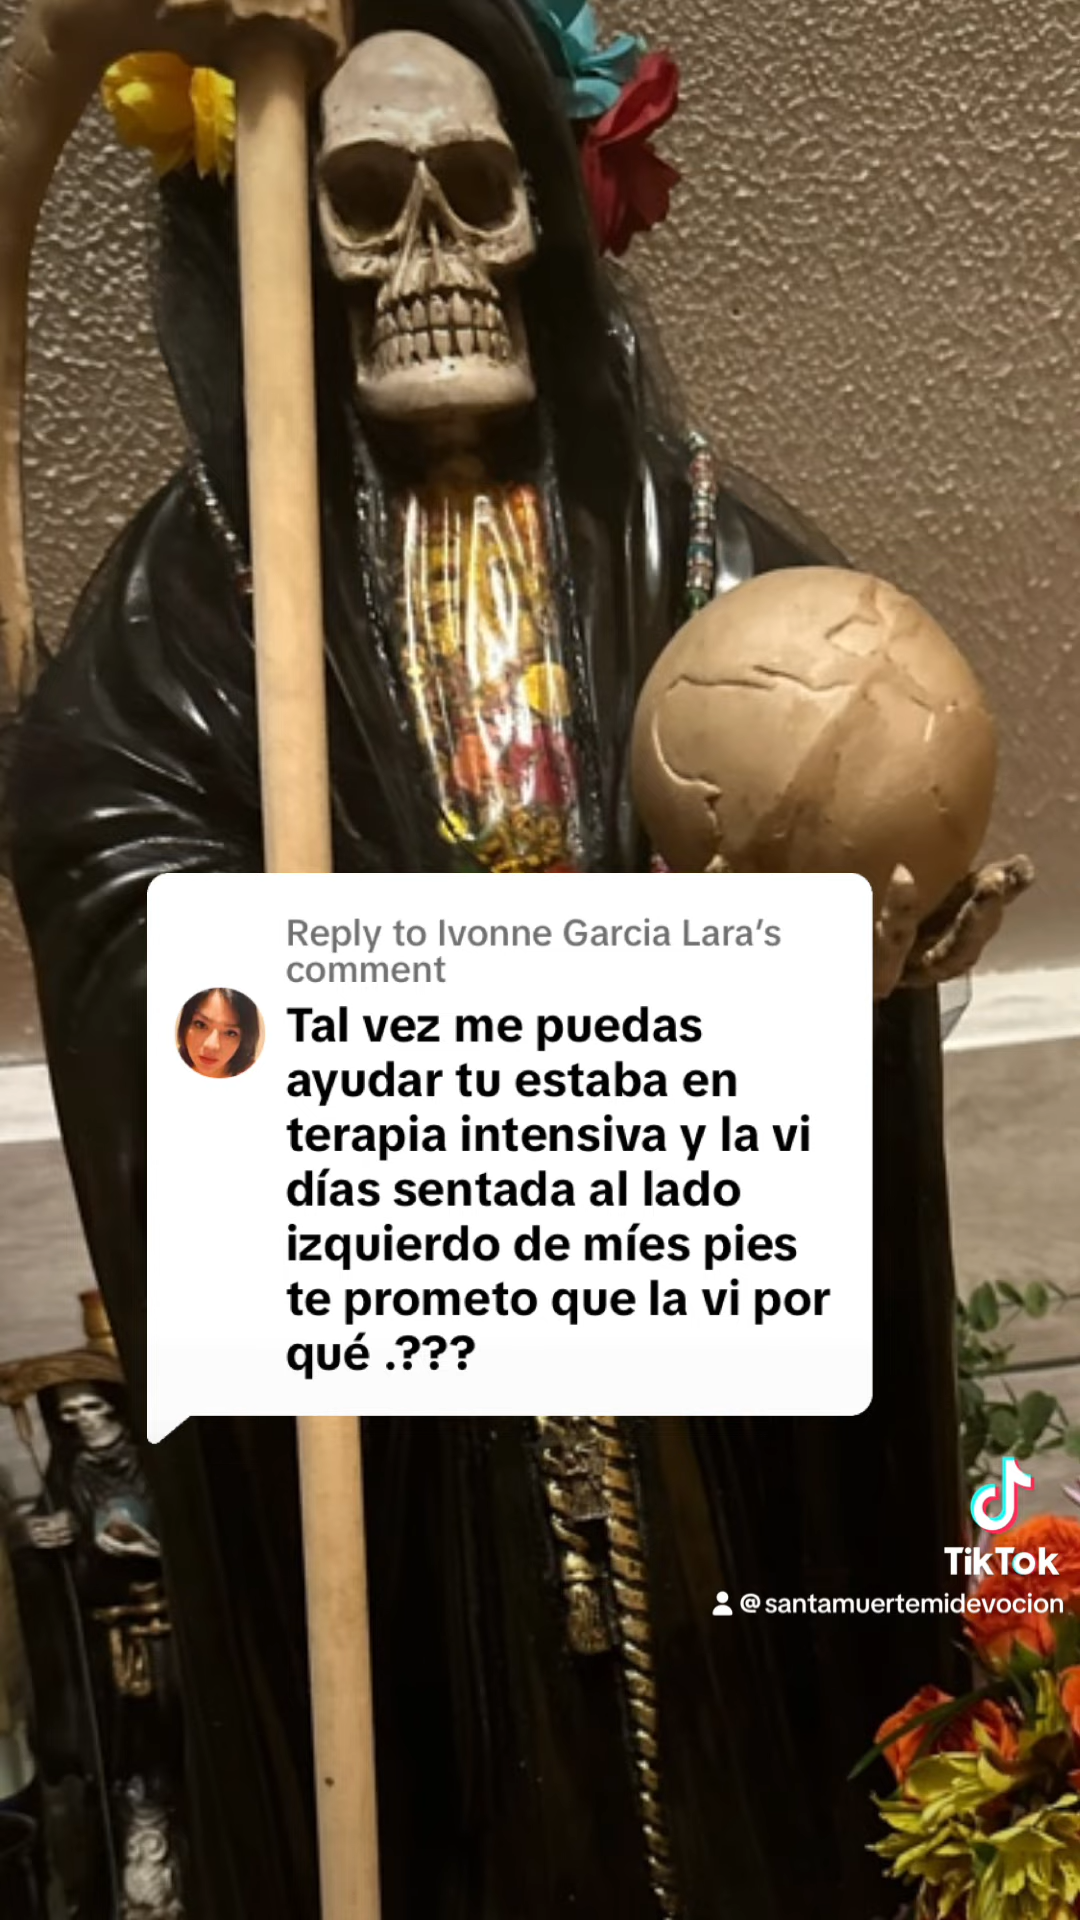 Reply to Ivonne Garcia Lara's
comment
Tal vez me puedas
ayudar tu estaba en
terapia intensiva y la vi
días sentada al lado
izquierdo de míes pies
te prometo que la vi por
qué .???
TikTok
@santamuertemidevocion